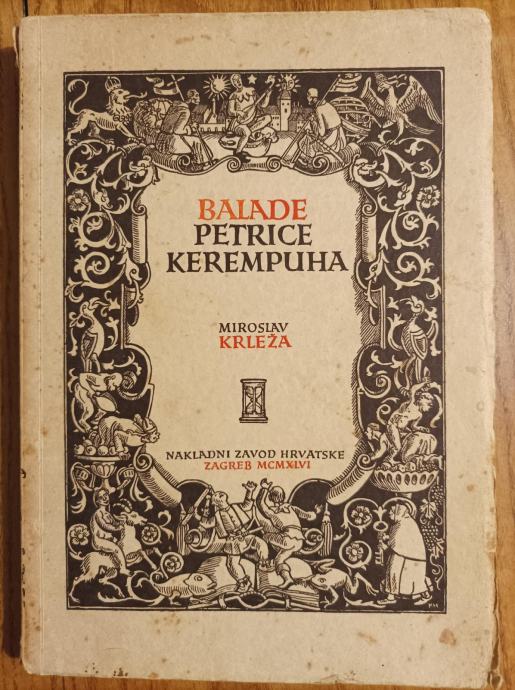 BALADE
PETRICE
KEREMPUHA
MIROSLAV
KRLEŽA
NAKLADNI ZAVOD HRVATSKE
ZAGREB MCMXLVI